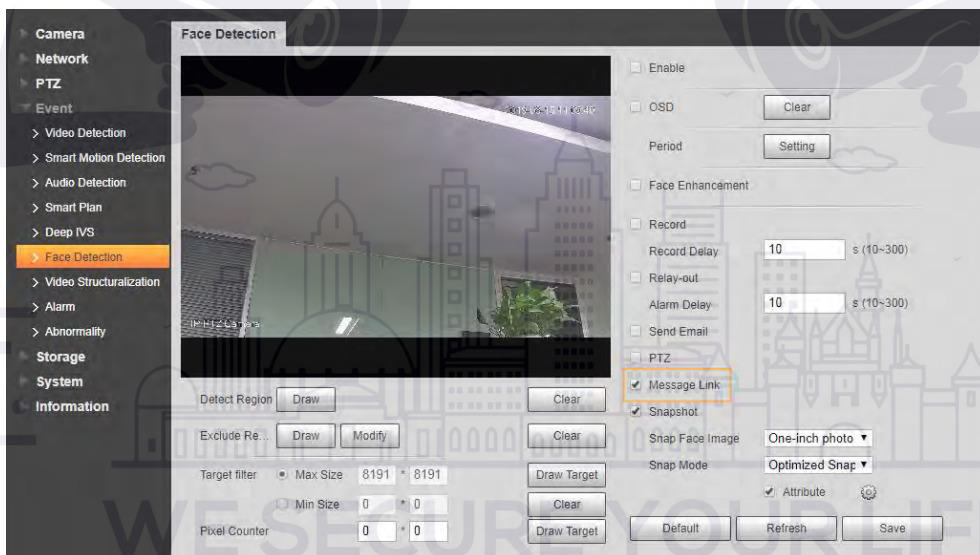 Camera
Network
PTZ
Event
> Video Detection
> Smart Motion Detection
> Audio Detection
> Smart Plan
> Deep IVS
> Face Detection
> Video Structuralization
> Alarm
> Abnormality
Storage
System
Information
Face Detection
IP PTZ Camera
Detect Region Draw Clear
Exclude Re... Draw Modify Clear
Target filter Max Size 8191 * 8191 Draw Target
Min Size 0 * 0 Clear
Pixel Counter 0 * 0 Draw Target
Enable
OSD Clear
Period Setting
Face Enhancement
Record
Record Delay 10 s (10~300)
Relay-out
Alarm Delay 10 s (10~300)
Send Email
PTZ
Message Link
Snapshot
Snap Face Image One-inch photo
Snap Mode Optimized Snap
Attribute
Default Refresh Save
WE SECURE YOUR LIFE